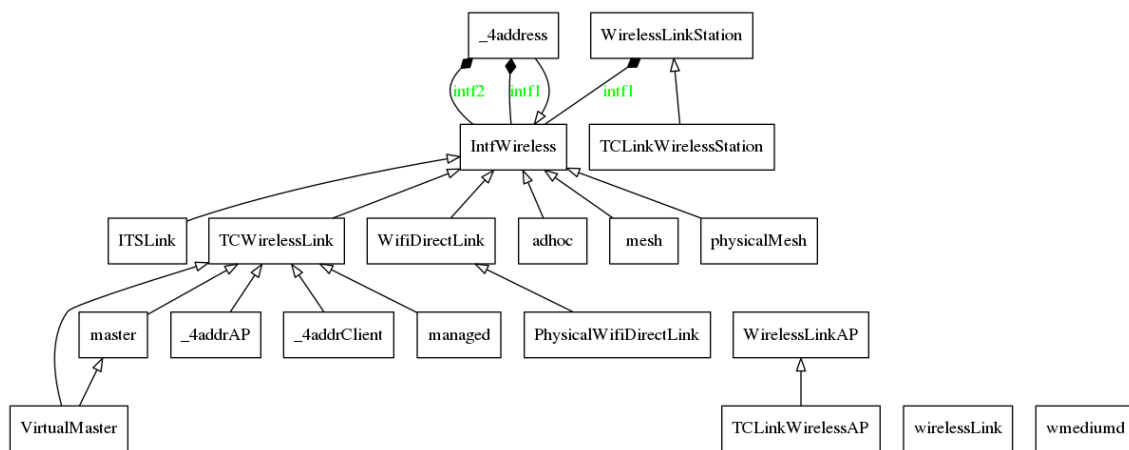 _4address
WirelessLinkStation
intf2
intf1
intf1
IntfWireless
TCLinkWirelessStation
ITSLink
TCWirelessLink
WifiDirectLink
adhoc
mesh
physicalMesh
master
_4addrAP
_4addrClient
managed
PhysicalWifiDirectLink
WirelessLinkAP
VirtualMaster
TCLinkWirelessAP
wirelessLink
wmediumd